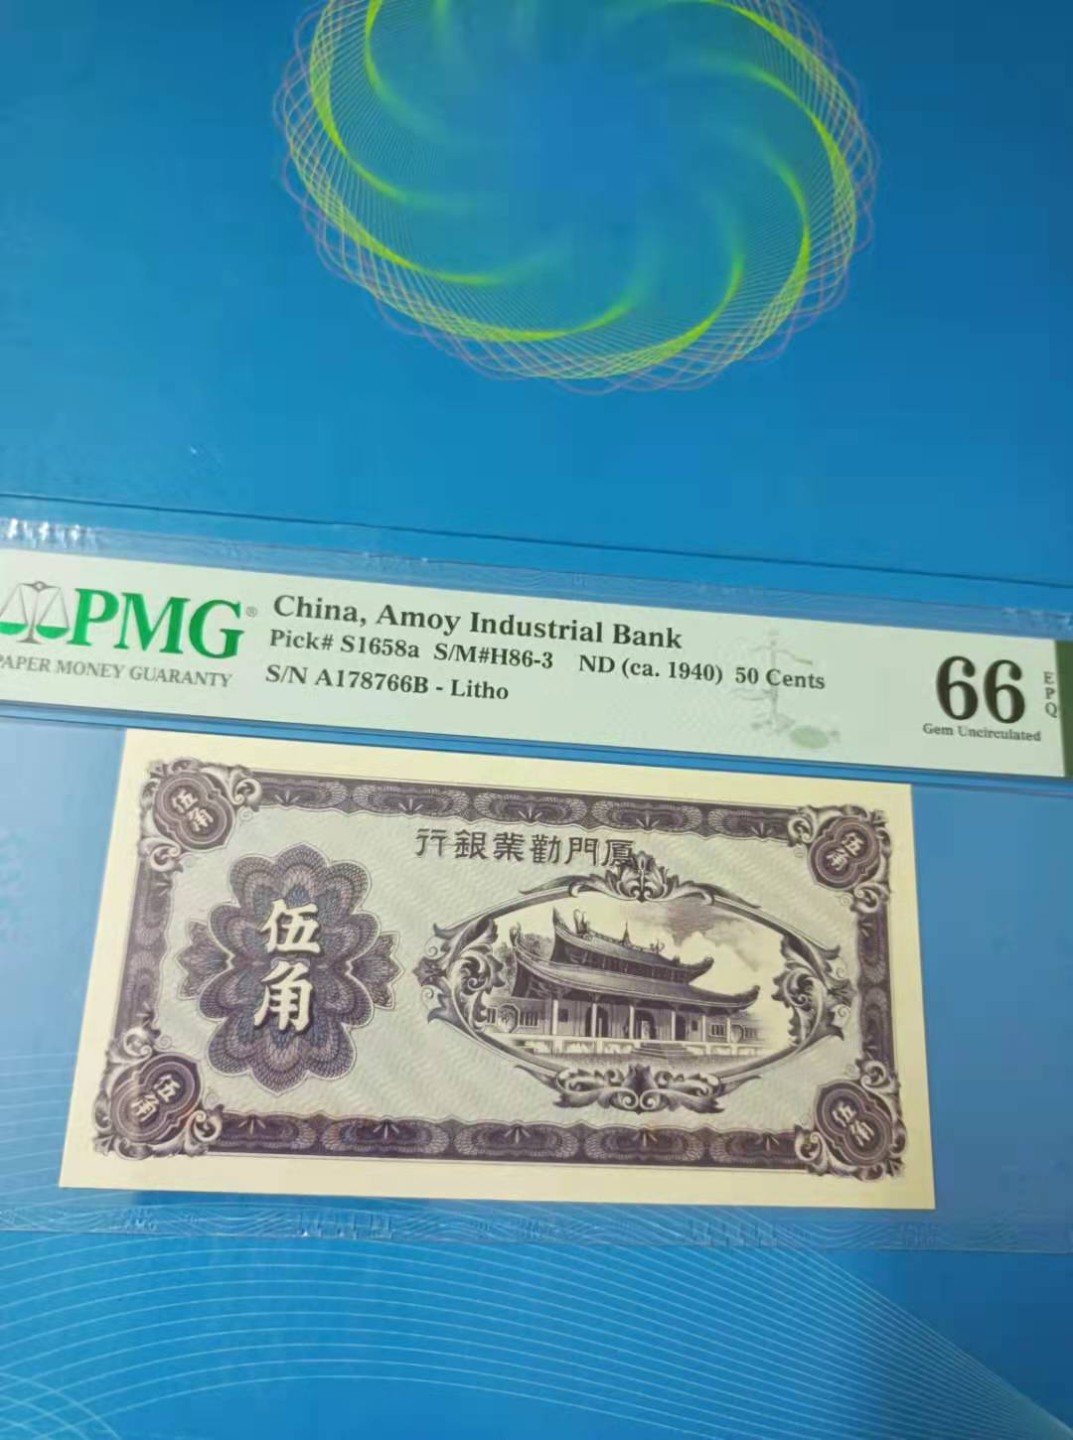 PMG®
PAPER MONEY GUARANTY
China, Amoy Industrial Bank
Pick# S1658a S/M#H86-3 ND (ca. 1940) 50 Cents
S/N A178766B - Litho
66
EPQ
Gem Uncirculated
伍角
伍角
行銀業勸門厦
伍角
伍角
伍角
PMG